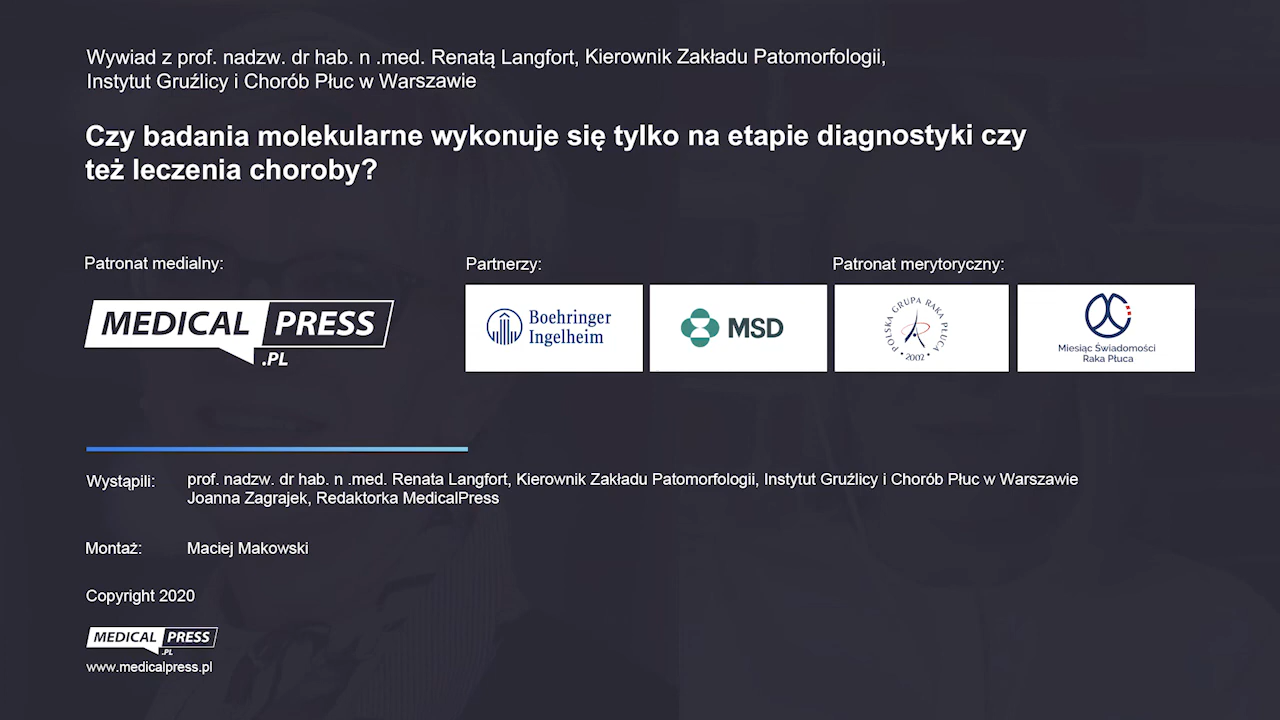 Wywiad z prof. nadzw. dr hab. n .med. Renatą Langfort, Kierownik Zakładu Patomorfologii,
Instytut Gruźlicy i Chorób Płuc w Warszawie
Czy badania molekularne wykonuje się tylko na etapie diagnostyki czy
też leczenia choroby?
Patronat medialny:
Partnerzy:
Patronat merytoryczny:
MEDICAL PRESS
.PL
Boehringer
Ingelheim
MSD
POLSKA GRUPA RAKA PŁUCA
• 2002 •
Miesiąc Świadomości
Raka Płuca
Wystąpili: prof. nadzw. dr hab. n .med. Renata Langfort, Kierownik Zakładu Patomorfologii, Instytut Gruźlicy i Chorób Płuc w Warszawie
Joanna Zagrajek, Redaktorka MedicalPress
Montaż: Maciej Makowski
Copyright 2020
MEDICAL PRESS
.PL
www.medicalpress.pl